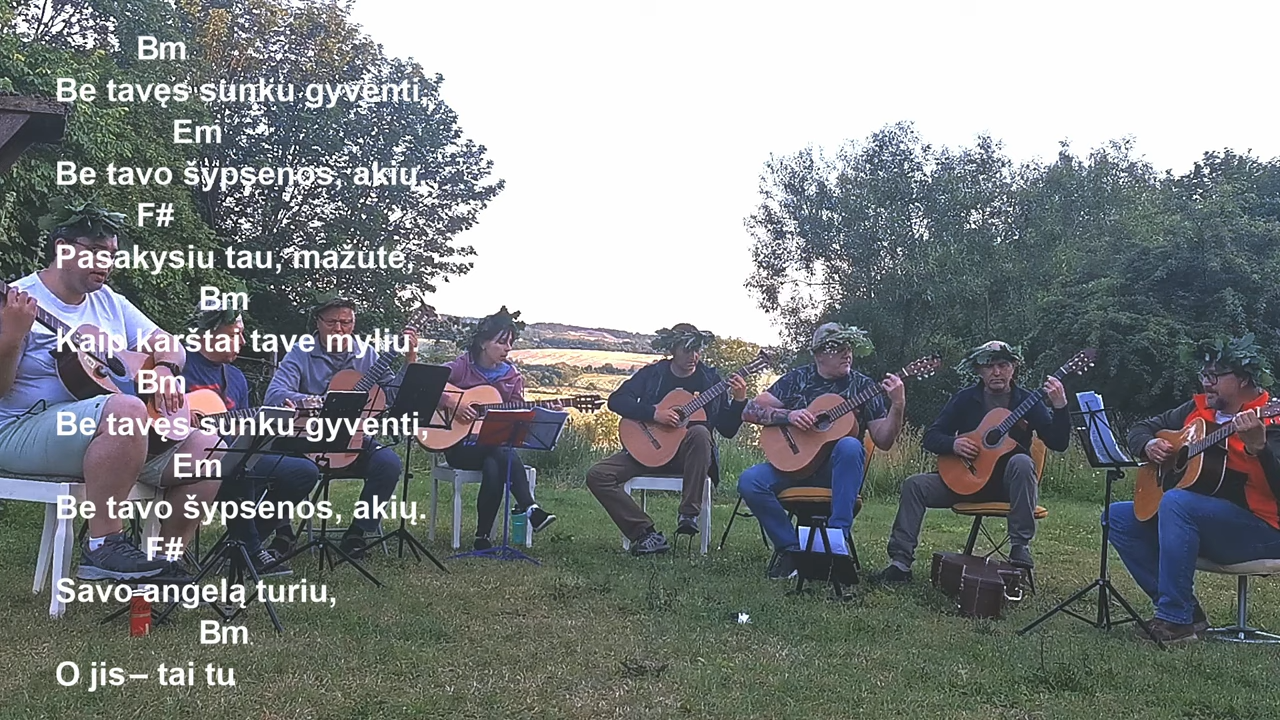 Bm
Be tavęs sunku gyventi,
Em
Be tavo šypsenos, akių.
F#
Pasakysiu tau, mažute,
Bm
Kaip karštai tave myliu.
Bm
Be tavęs sunku gyventi,
Em
Be tavo šypsenos, akių.
F#
Savo angelą turiu,
Bm
O jis – tai tu